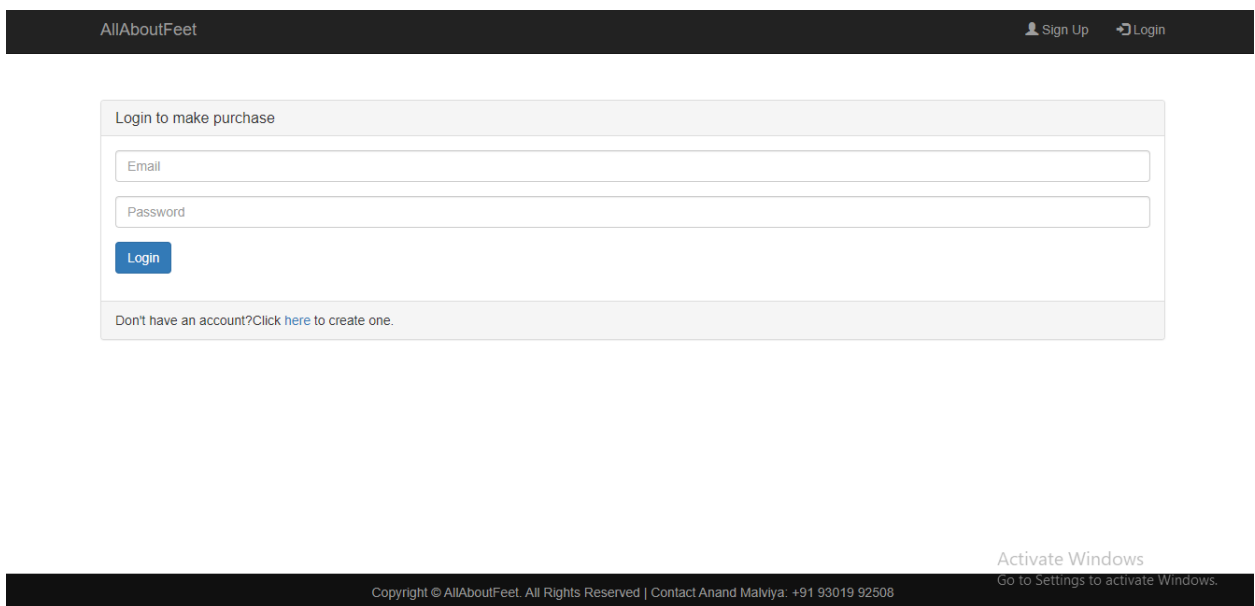 AllAboutFeet
Sign Up
Login
Login to make purchase
Email
Password
Login
Don't have an account?Click here to create one.
Activate Windows
Go to Settings to activate Windows.
Copyright © AllAboutFeet. All Rights Reserved | Contact Anand Malviya: +91 93019 92508